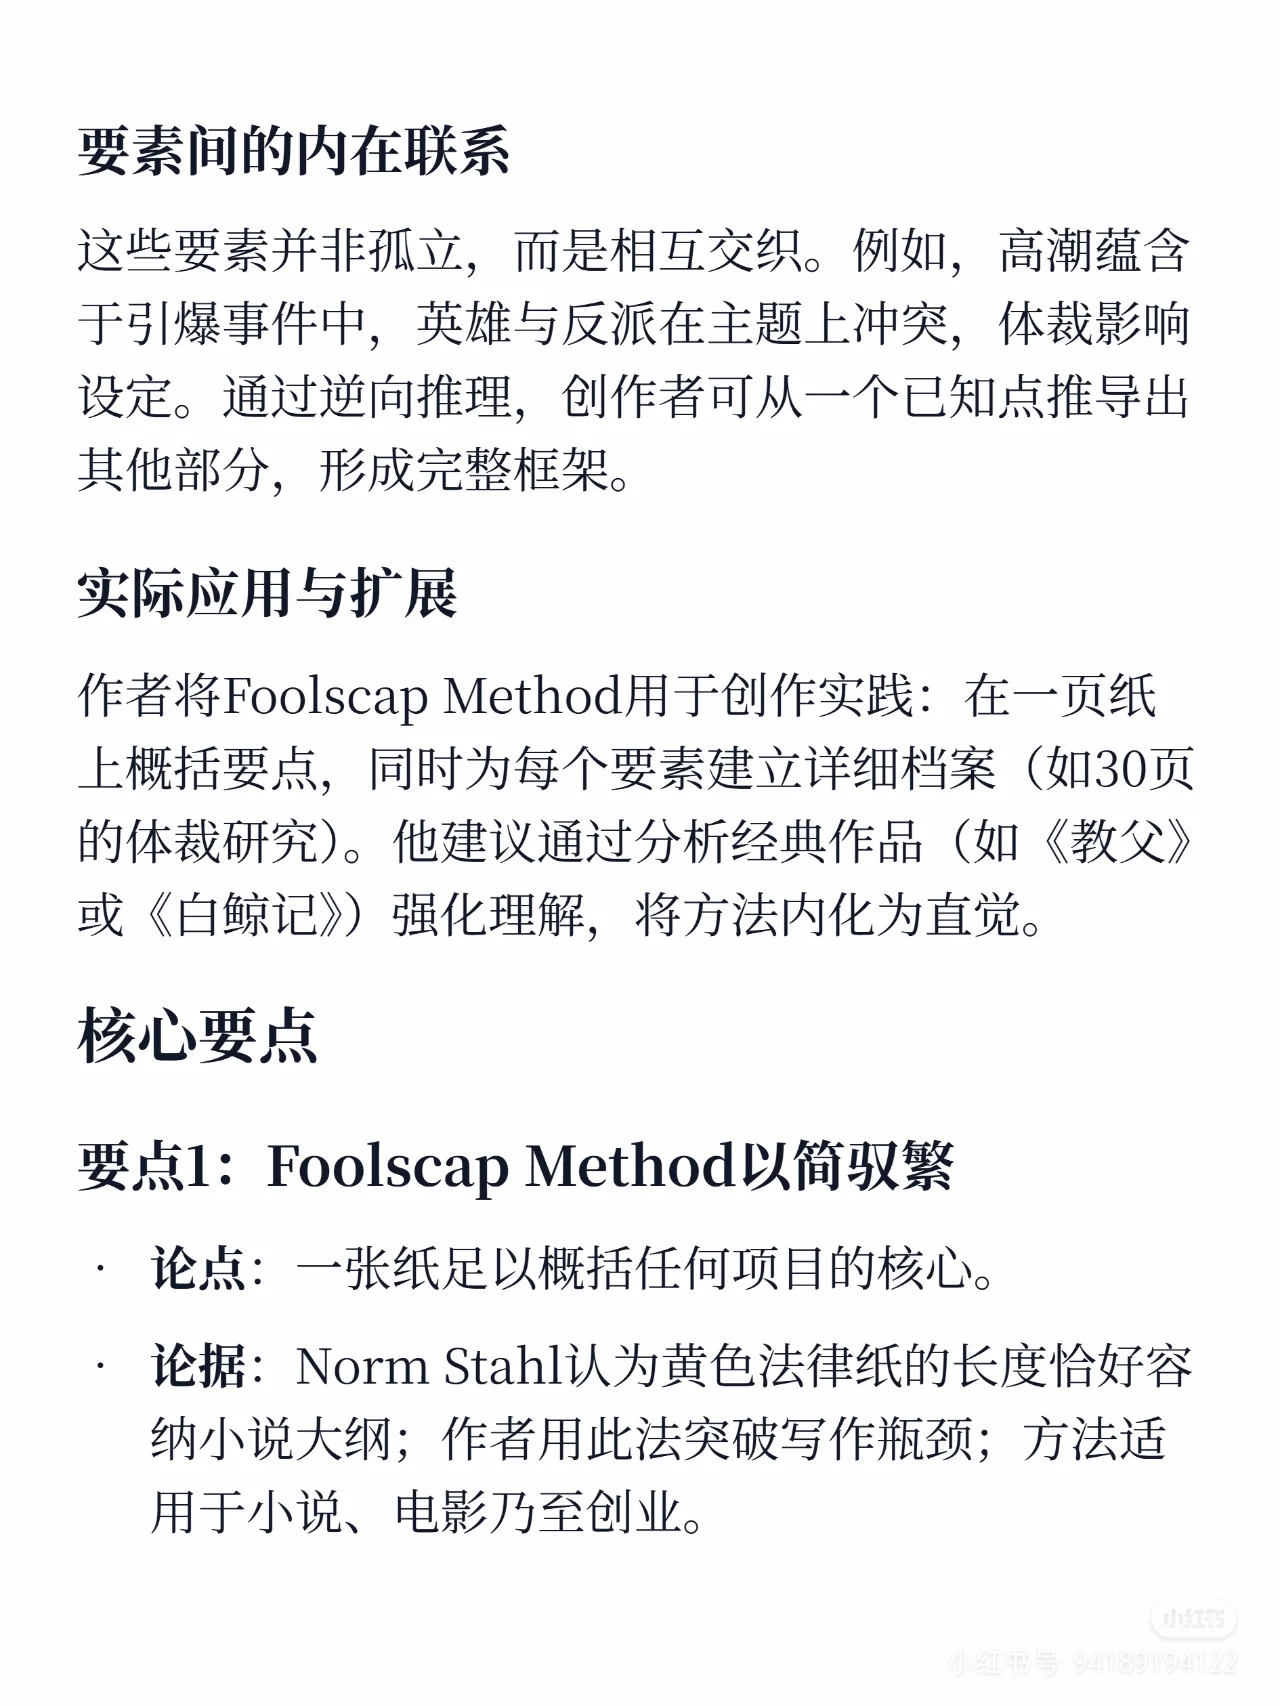 要素间的内在联系
这些要素并非孤立，而是相互交织。例如，高潮蕴含
于引爆事件中，英雄与反派在主题上冲突，体裁影响
设定。通过逆向推理，创作者可从一个已知点推导出
其他部分，形成完整框架。
实际应用与扩展
作者将Foolscap Method用于创作实践：在一页纸
上概括要点，同时为每个要素建立详细档案（如30页
的体裁研究）。他建议通过分析经典作品（如《教父》
或《白鲸记》）强化理解，将方法内化为直觉。
核心要点
要点1：Foolscap Method以简驭繁
· 论点：一张纸足以概括任何项目的核心。
· 论据：Norm Stahl认为黄色法律纸的长度恰好容
纳小说大纲；作者用此法突破写作瓶颈；方法适
用于小说、电影乃至创业。
小红书
小红书号: 94189194122